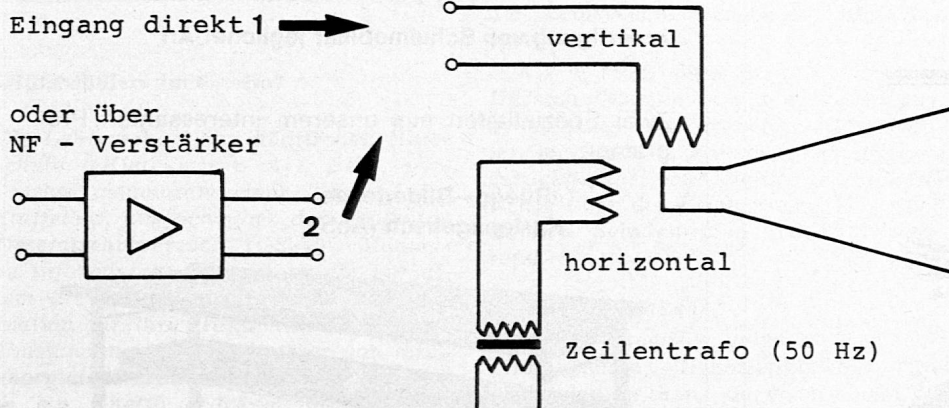 Eingang direkt 1
vertikal
oder über
NF - Verstärker
2
horizontal
Zeilentrafo (50 Hz)